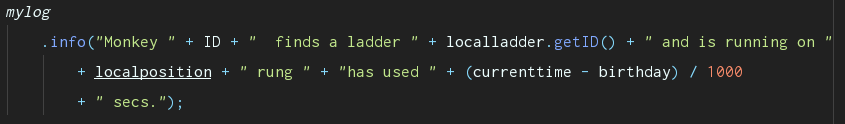 mylog
.info("Monkey " + ID + "  finds a ladder " + localladder.getID() + " and is running on "
+ localposition + " rung " + "has used " + (currenttime - birthday) / 1000
+ " secs.");